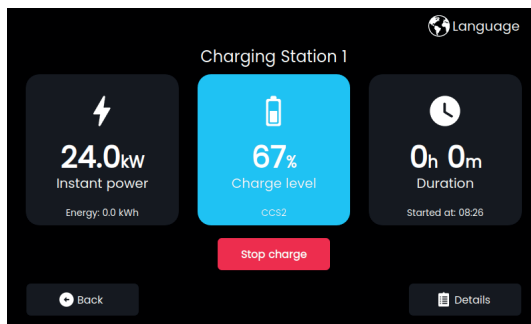 Language
Charging Station 1
24.0kW
Instant power
Energy: 0.0 kWh
67%
Charge level
CCS2
0h 0m
Duration
Started at: 08:26
Stop charge
Back
Details